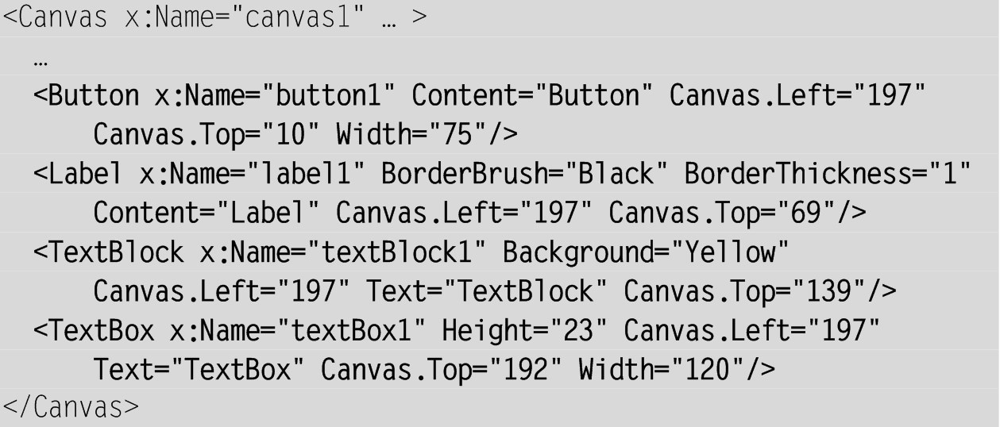 <Canvas x:Name="canvas1" … >
…
<Button x:Name="button1" Content="Button" Canvas.Left="197"
Canvas.Top="10" Width="75"/>
<Label x:Name="label1" BorderBrush="Black" BorderThickness="1"
Content="Label" Canvas.Left="197" Canvas.Top="69"/>
<TextBlock x:Name="textBlock1" Background="Yellow"
Canvas.Left="197" Text="TextBlock" Canvas.Top="139"/>
<TextBox x:Name="textBox1" Height="23" Canvas.Left="197"
Text="TextBox" Canvas.Top="192" Width="120"/>
</Canvas>